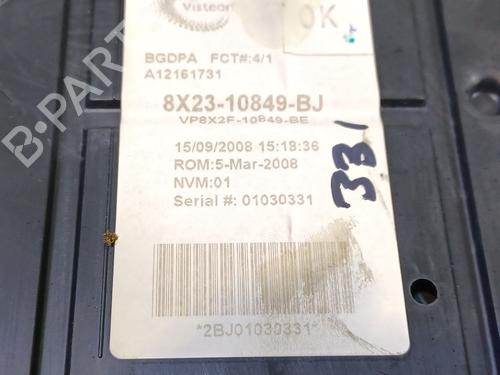 Visteon
OK
BGDPA FCT#:4/1
A12161731
8X23-10849-BJ
VP8X2F-10849-BE
15/09/2008 15:18:36
ROM:5-Mar-2008
NVM:01
Serial #: 01030331
331
*2BJ01030331*
B-PARTS